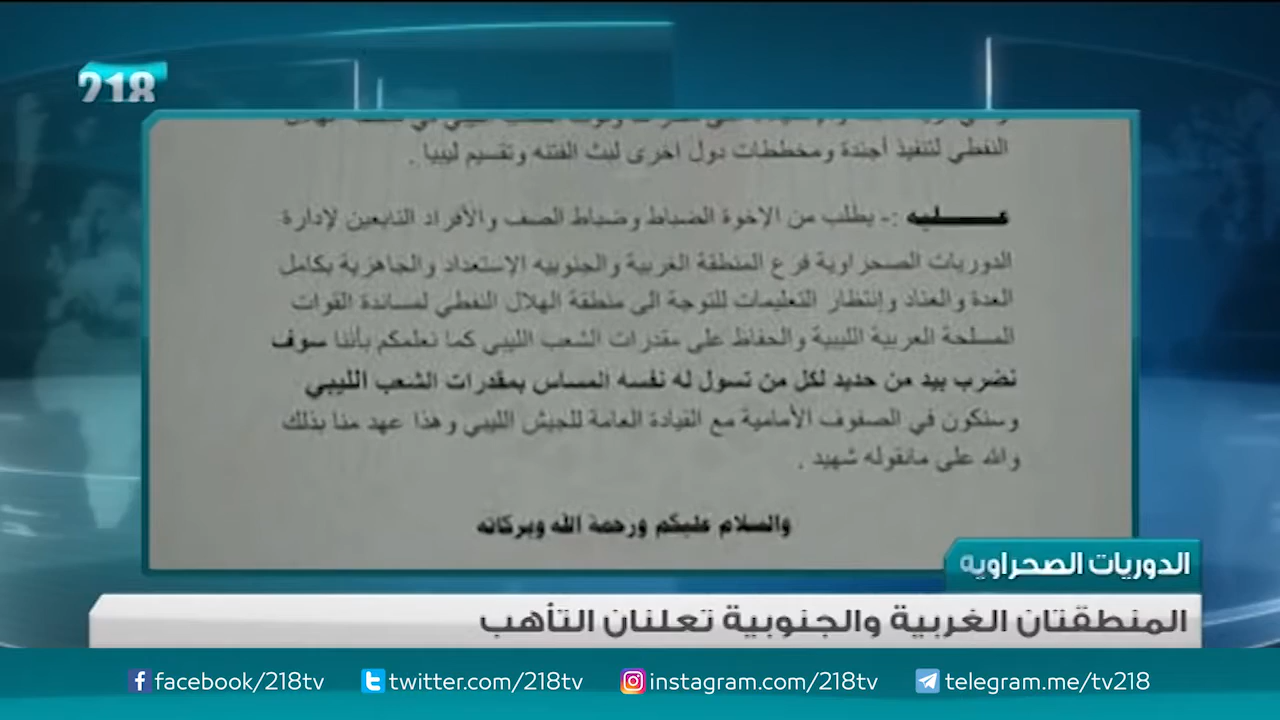 218
النفطي لتنفيذ أجندة ومخططات دول اخرى لبث الفتنه وتقسيم ليبيا .
عليه :- يطلب من الاخوة الضباط وضباط الصف والأفراد التابعين لإدارة
الدوريات الصحراوية فرع المنطقة الغربية والجنوبيه الإستعداد والجاهزية بكامل
العدة والعتاد وإنتظار التعليمات للتوجة الى منطقة الهلال النفطي لمساندة القوات
المسلحة العربية الليبية والحفاظ على مقدرات الشعب الليبي كما نعلمكم بأننا سوف
نضرب بيد من حديد لكل من تسول له نفسه المساس بمقدرات الشعب الليبي
وسنكون في الصفوف الأمامية مع القيادة العامة للجيش الليبي وهذا عهد منا بذلك
والله على مانقوله شهيد .
والسلام عليكم ورحمة الله وبركاته
الدوريات الصحراويه
المنطقتان الغربية والجنوبية تعلنان التأهب
facebook/218tv twitter.com/218tv instagram.com/218tv telegram.me/tv218